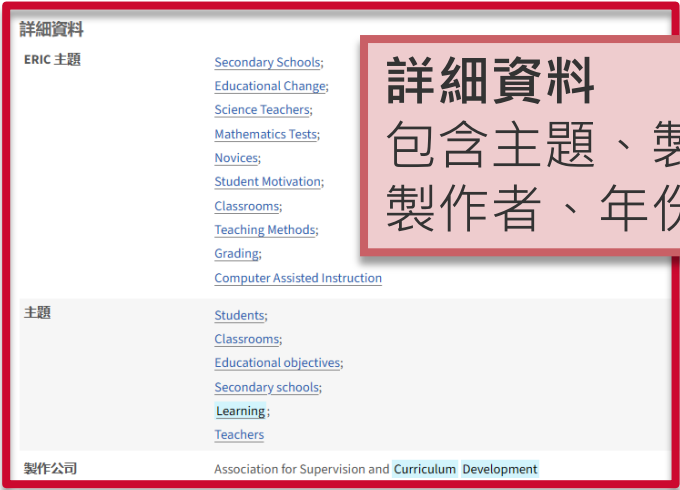 詳細資料
ERIC 主題
Secondary Schools;
Educational Change;
Science Teachers;
Mathematics Tests;
Novices;
Student Motivation;
Classrooms;
Teaching Methods;
Grading;
Computer Assisted Instruction
詳細資料
包含主題、製
製作者、年份
主題
Students;
Classrooms;
Educational objectives;
Secondary schools;
Learning;
Teachers
製作公司
Association for Supervision and Curriculum Development